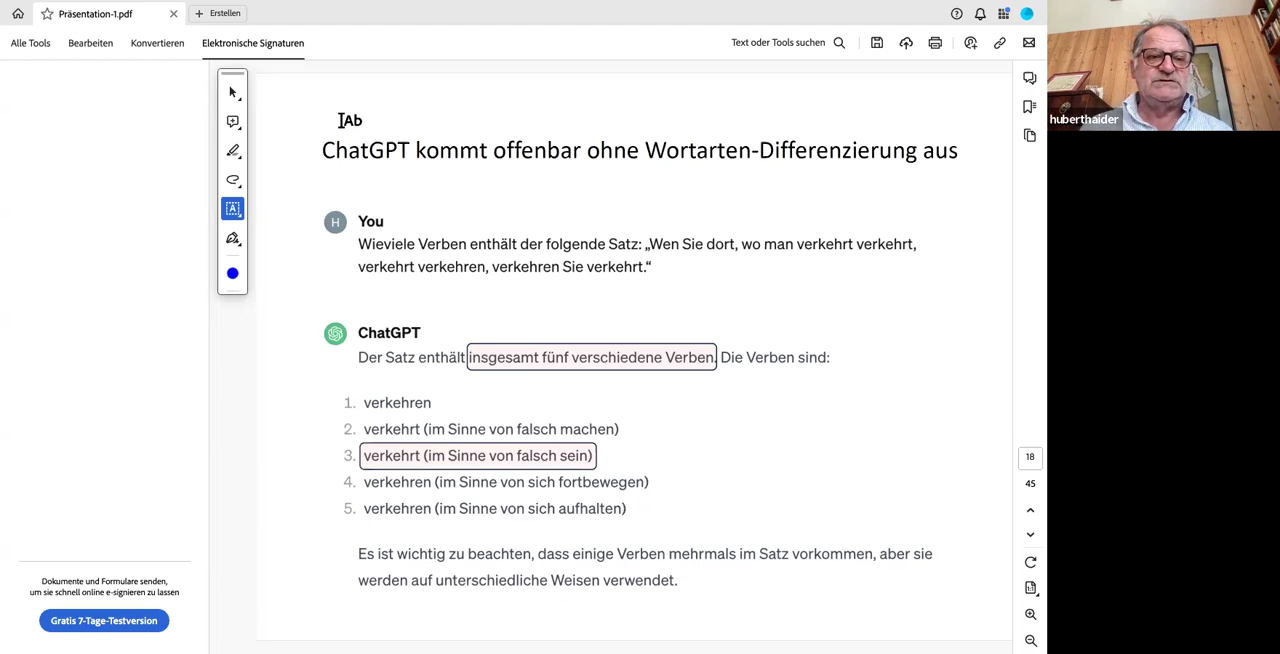 Präsentation-1.pdf
Erstellen
Alle Tools
Bearbeiten
Konvertieren
Elektronische Signaturen
Text oder Tools suchen
huberthaider
Ab
ChatGPT kommt offenbar ohne Wortarten-Differenzierung aus
H
You
Wieviele Verben enthält der folgende Satz: „Wen Sie dort, wo man verkehrt verkehrt,
verkehrt verkehren, verkehren Sie verkehrt.“
ChatGPT
Der Satz enthält insgesamt fünf verschiedene Verben. Die Verben sind:
1. verkehren
2. verkehrt (im Sinne von falsch machen)
3. verkehrt (im Sinne von falsch sein)
4. verkehren (im Sinne von sich fortbewegen)
5. verkehren (im Sinne von sich aufhalten)
Es ist wichtig zu beachten, dass einige Verben mehrmals im Satz vorkommen, aber sie
werden auf unterschiedliche Weisen verwendet.
18
45
Dokumente und Formulare senden,
um sie schnell online e-signieren zu lassen
Gratis 7-Tage-Testversion